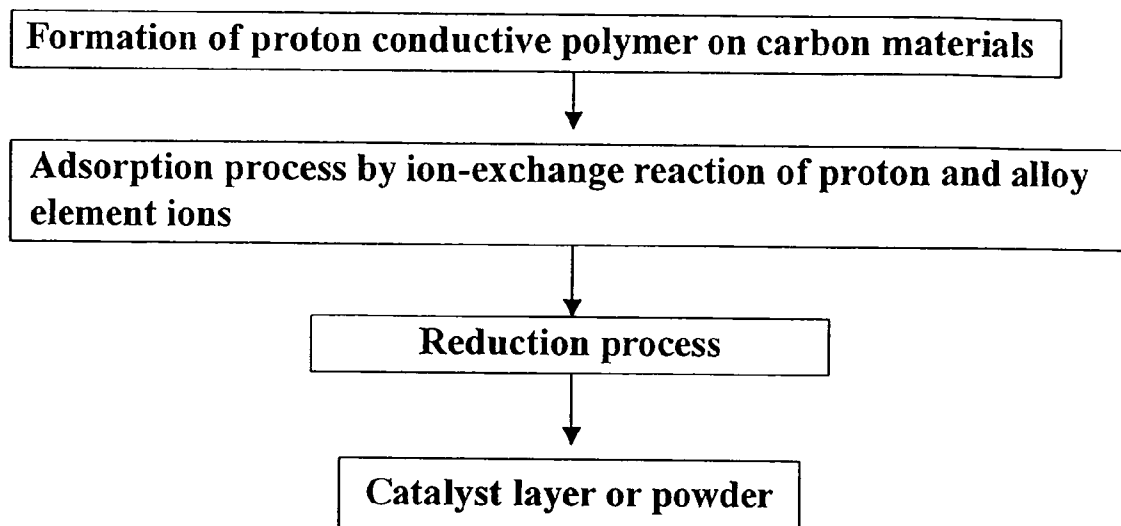 Formation of proton conductive polymer on carbon materials
Adsorption process by ion-exchange reaction of proton and alloy
element ions
Reduction process
Catalyst layer or powder